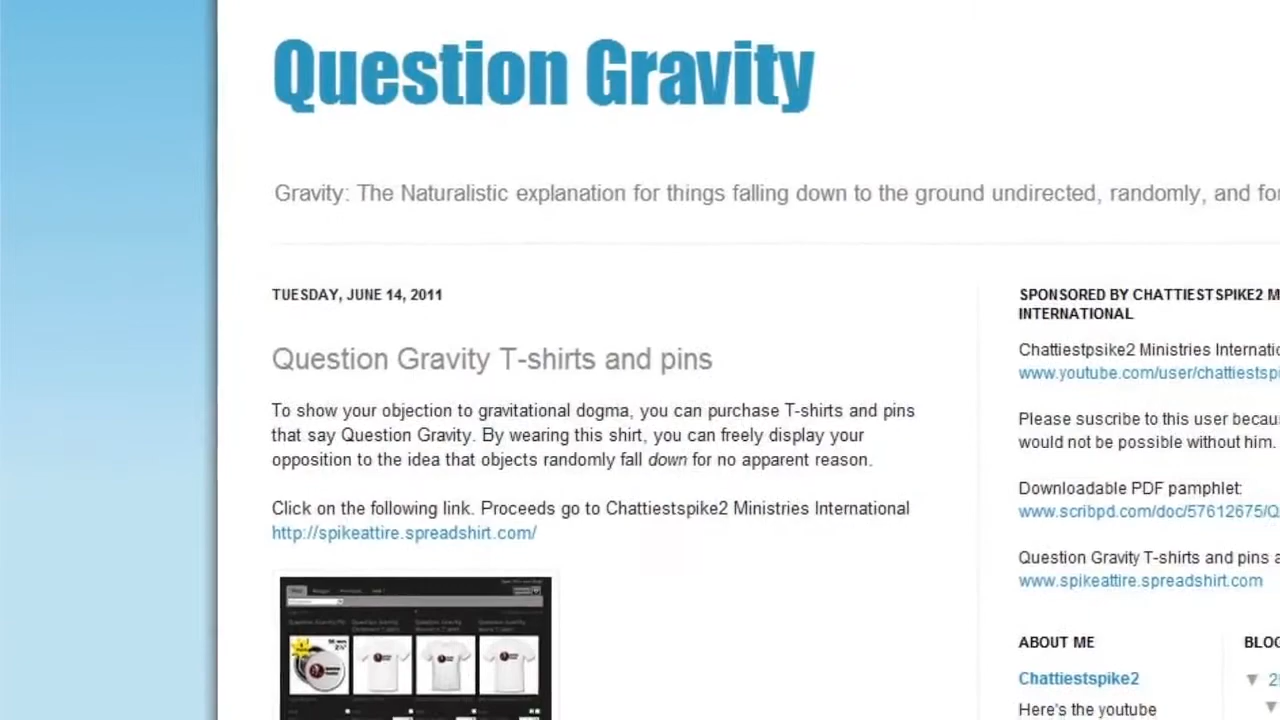 Question Gravity
Gravity: The Naturalistic explanation for things falling down to the ground undirected, randomly, and fo
TUESDAY, JUNE 14, 2011
Question Gravity T-shirts and pins
To show your objection to gravitational dogma, you can purchase T-shirts and pins
that say Question Gravity. By wearing this shirt, you can freely display your
opposition to the idea that objects randomly fall down for no apparent reason.
Click on the following link. Proceeds go to Chattiestspike2 Ministries International
http://spikeattire.spreadshirt.com/
SPONSORED BY CHATTIESTSPIKE2 M
INTERNATIONAL
Chattiestpsike2 Ministries Internatio
www.youtube.com/user/chattiestspi
Please suscribe to this user becau
would not be possible without him.
Downloadable PDF pamphlet:
www.scribpd.com/doc/57612675/Q
Question Gravity T-shirts and pins a
www.spikeattire.spreadshirt.com
ABOUT ME
Chattiestspike2
Here's the youtube
BLO